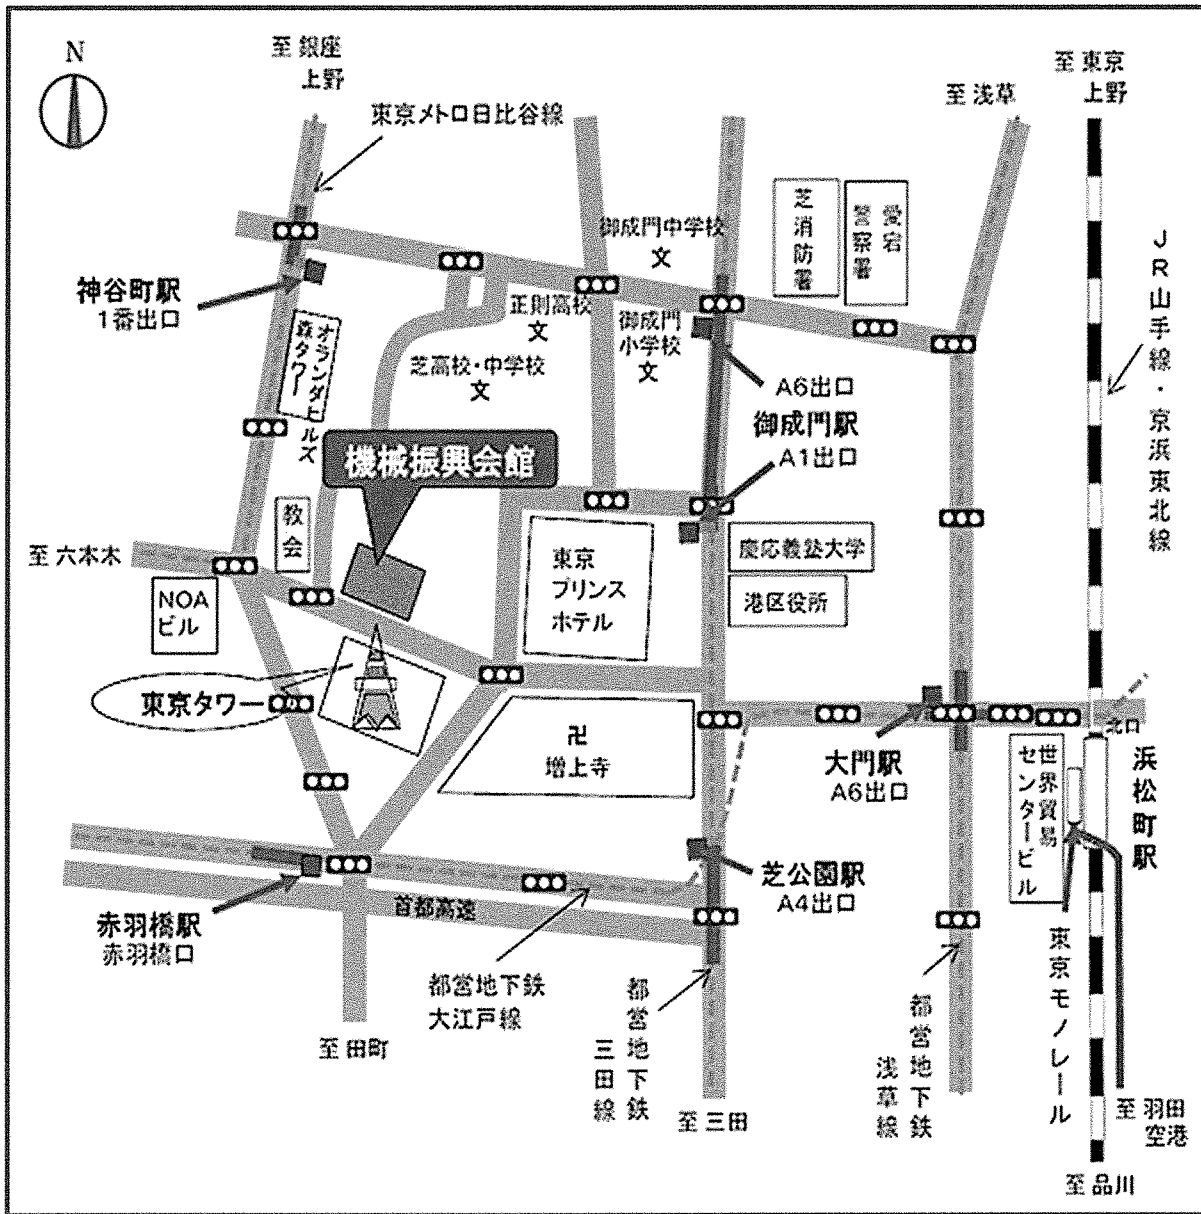 N
至 銀座
上野
東京メトロ日比谷線
至 浅草
至 東京
上野
芝消防署
愛宕
警察署
御成門中学校
文
神谷町駅
1番出口
正則高校
文
御成門
小学校
文
オランダヒルズ
森タワー
芝高校・中学校
文
A6出口
御成門駅
A1出口
JR山手線・京浜東北線
機械振興会館
教会
至 六本木
NOA
ビル
東京
プリンス
ホテル
慶応義塾大学
港区役所
東京タワー
卍
増上寺
大門駅
A6出口
北口
浜松町駅
世界貿易
センタービル
芝公園駅
A4出口
赤羽橋駅
赤羽橋口
首都高速
都営地下鉄
大江戸線
都営地下鉄
三田線
都営地下鉄
浅草線
東京モノレール
至 田町
至 三田
至 羽田
空港
至 品川